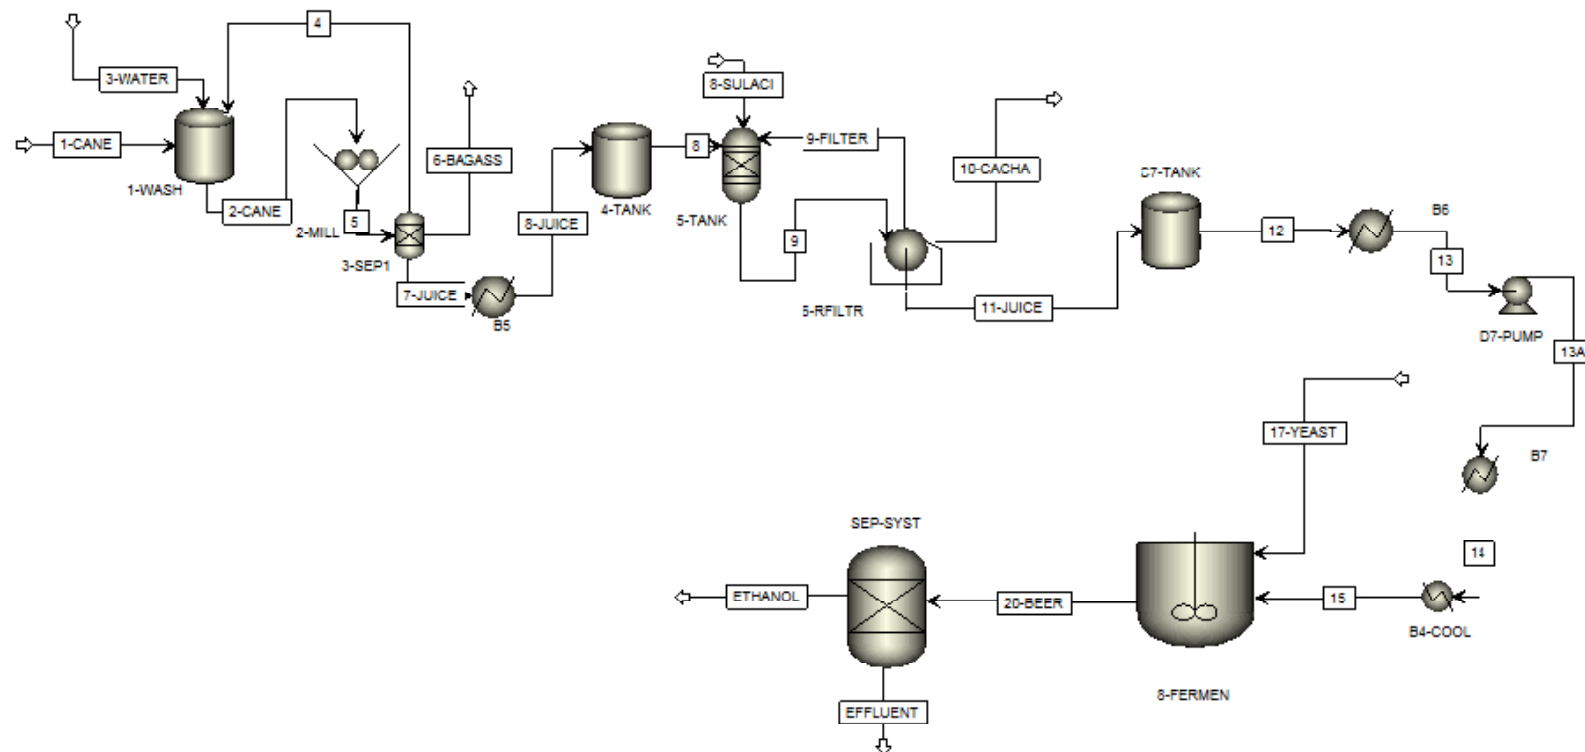 4
3-WATER
8-SULACI
1-CANE
9-FILTER
8
6-BAGASS
10-CACHA
C7-TANK
1-WASH
2-CANE
5
2-MILL
4-TANK
8-JUICE
5-TANK
B6
12
9
13
3-SEP1
7-JUICE
B5
11-JUICE
D7-PUMP
13A
17-YEAST
B7
SEP-SYST
14
ETHANOL
20-BEER
15
B4-COOL
8-FERMEN
EFFLUENT